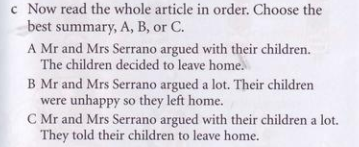 c Now read the whole article in order. Choose the
best summary, A, B, or C.
A Mr and Mrs Serrano argued with their children.
The children decided to leave home.
B Mr and Mrs Serrano argued a lot. Their children
were unhappy so they left home.
C Mr and Mrs Serrano argued with their children a lot.
They told their children to leave home.